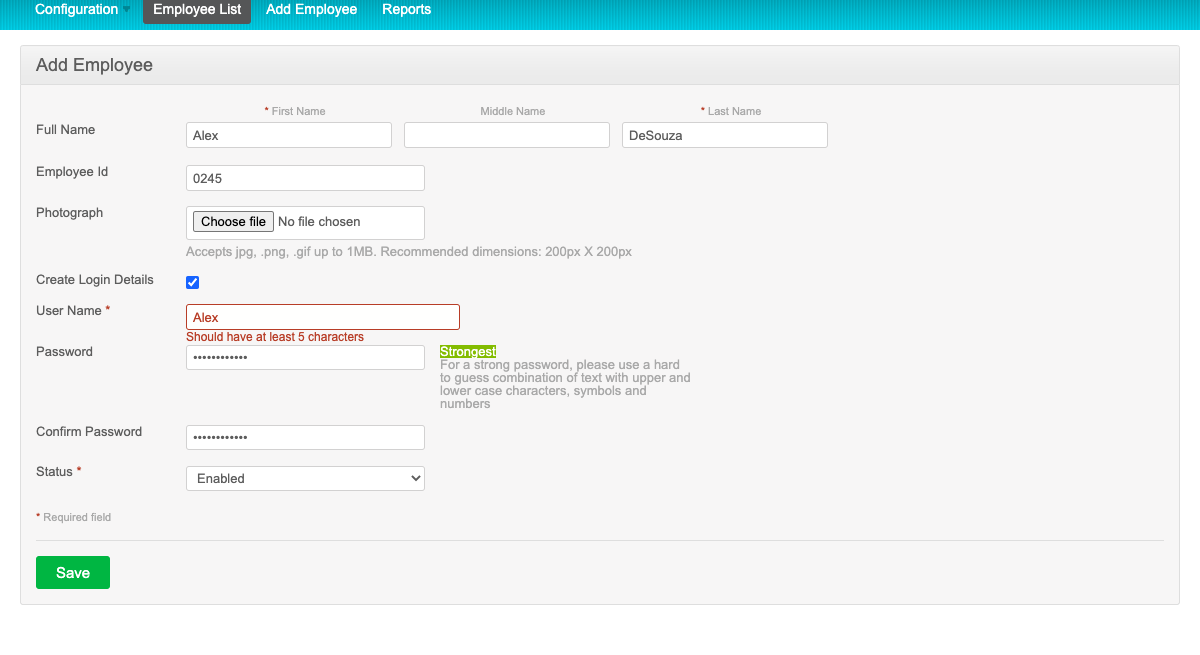 Configuration Employee List Add Employee Reports
Add Employee
* First Name Middle Name * Last Name
Full Name Alex DeSouza
Employee Id 0245
Photograph Choose file No file chosen
Accepts jpg, .png, .gif up to 1MB. Recommended dimensions: 200px X 200px
Create Login Details
User Name * Alex
Should have at least 5 characters
Password •••••••••••• Strongest
For a strong password, please use a hard
to guess combination of text with upper and
lower case characters, symbols and
numbers
Confirm Password ••••••••••••
Status * Enabled
* Required field
Save